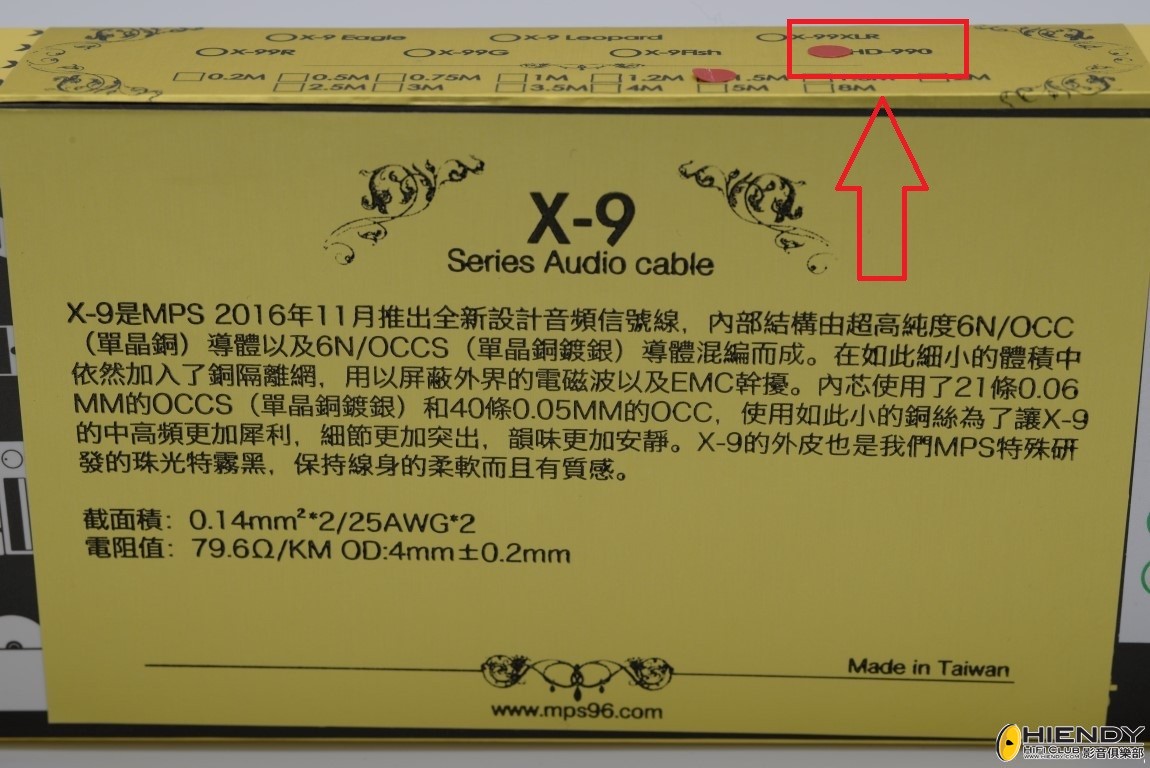 X-9 Eagle X-9 Leopard X-99XLR
X-99R X-99G X-9Fish HD-990
0.2M 0.5M 0.75M 1M 1.2M 1.5M
2.5M 3M 3.5M 4M 5M 8M
X-9
Series Audio cable
X-9是MPS 2016年11月推出全新設計音頻信號線，內部結構由超高純度6N/OCC
（單晶銅）導體以及6N/OCCS（單晶銅鍍銀）導體混編而成。在如此細小的體積中
依然加入了銅隔離網，用以屏蔽外界的電磁波以及EMC幹擾。內芯使用了21條0.06
MM的OCCS（單晶銅鍍銀）和40條0.05MM的OCC，使用如此小的銅絲為了讓X-9
的中高頻更加犀利，細節更加突出，韻味更加安靜。X-9的外皮也是我們MPS特殊研
發的珠光特霧黑，保持線身的柔軟而且有質感。
截面積：0.14mm²*2/25AWG*2
電阻值：79.6Ω/KM OD:4mm±0.2mm
Made in Taiwan
www.mps96.com
HIENDY
HIFI CLUB 影音俱樂部
WWW.HIENDY.COM